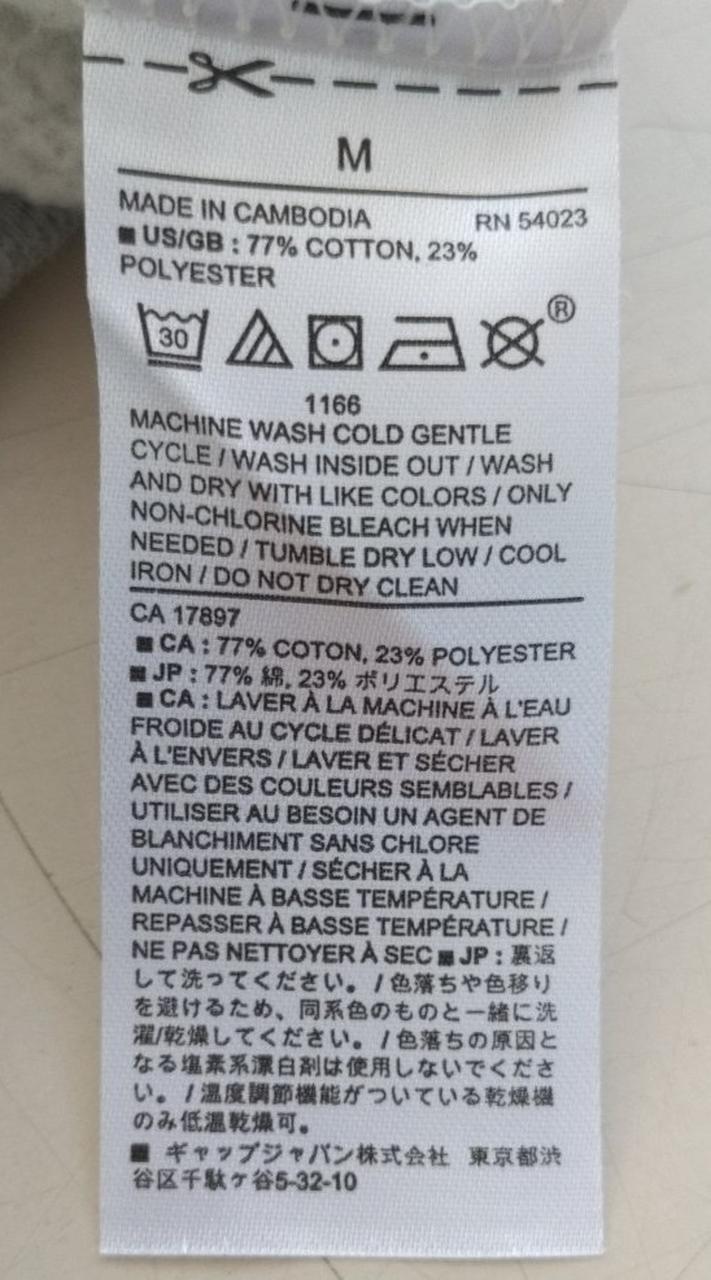 M
MADE IN CAMBODIA RN 54023
■ US/GB : 77% COTTON, 23%
POLYESTER
30 ®
1166
MACHINE WASH COLD GENTLE
CYCLE / WASH INSIDE OUT / WASH
AND DRY WITH LIKE COLORS / ONLY
NON-CHLORINE BLEACH WHEN
NEEDED / TUMBLE DRY LOW / COOL
IRON / DO NOT DRY CLEAN
CA 17897
■ CA : 77% COTON, 23% POLYESTER
■ JP : 77% 綿, 23% ポリエステル
■ CA : LAVER À LA MACHINE À L'EAU
FROIDE AU CYCLE DÉLICAT / LAVER
À L'ENVERS / LAVER ET SÉCHER
AVEC DES COULEURS SEMBLABLES /
UTILISER AU BESOIN UN AGENT DE
BLANCHIMENT SANS CHLORE
UNIQUEMENT / SÉCHER À LA
MACHINE À BASSE TEMPÉRATURE /
REPASSER À BASSE TEMPÉRATURE /
NE PAS NETTOYER À SEC ■ JP : 裏返
して洗ってください。 / 色落ちや色移り
を避けるため、同系色のものと一緒に洗
濯/乾燥してください。 / 色落ちの原因と
なる塩素系漂白剤は使用しないでくださ
い。 / 温度調節機能がついている乾燥機
のみ低温乾燥可。
■ ギャップジャパン株式会社 東京都渋
谷区千駄ケ谷5-32-10